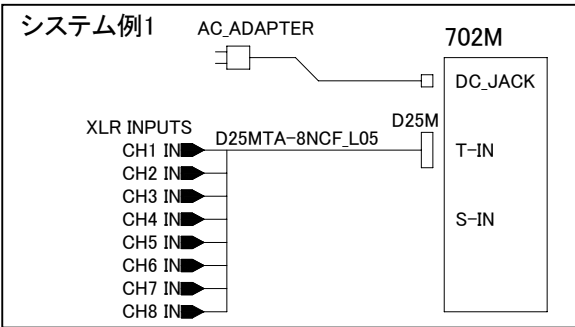 システム例1
AC_ADAPTER
702M
DC_JACK
XLR INPUTS
D25MTA-8NCF_L05
D25M
CH1 IN
T-IN
CH2 IN
CH3 IN
CH4 IN
S-IN
CH5 IN
CH6 IN
CH7 IN
CH8 IN